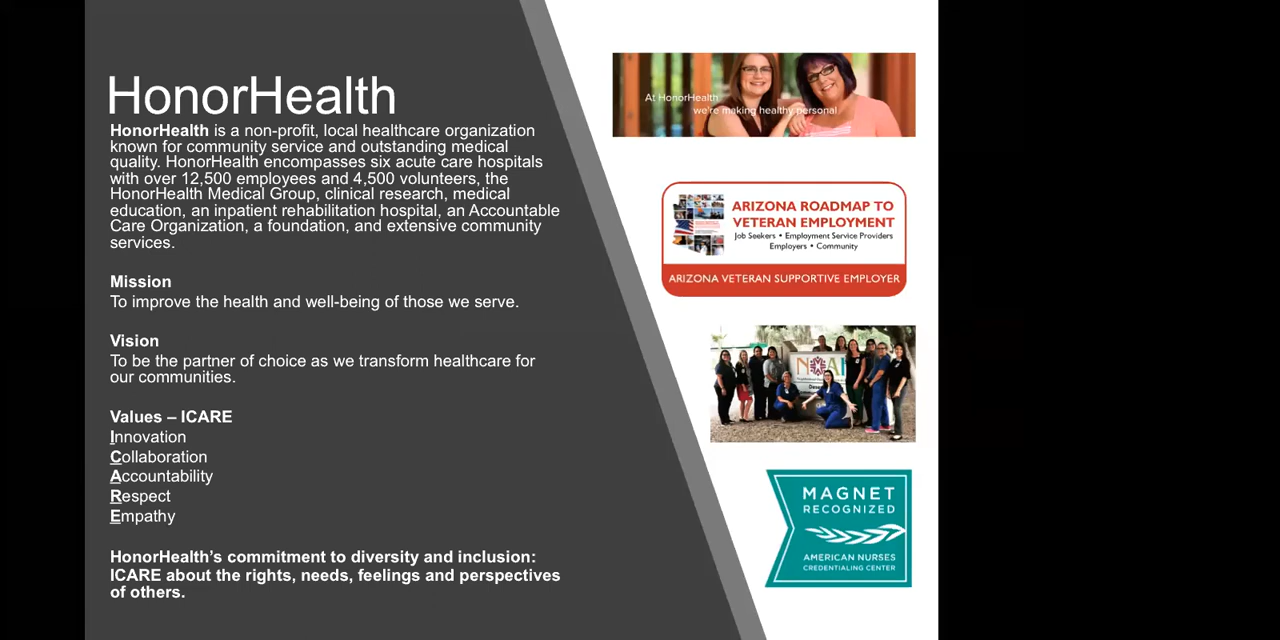 HonorHealth
HonorHealth is a non-profit, local healthcare organization
known for community service and outstanding medical
quality. HonorHealth encompasses six acute care hospitals
with over 12,500 employees and 4,500 volunteers, the
HonorHealth Medical Group, clinical research, medical
education, an inpatient rehabilitation hospital, an Accountable
Care Organization, a foundation, and extensive community
services.
Mission
To improve the health and well-being of those we serve.
Vision
To be the partner of choice as we transform healthcare for
our communities.
Values – ICARE
Innovation
Collaboration
Accountability
Respect
Empathy
HonorHealth's commitment to diversity and inclusion:
ICARE about the rights, needs, feelings and perspectives
of others.
At HonorHealth
we're making healthy personal
ARIZONA ROADMAP TO
VETERAN EMPLOYMENT
Job Seekers • Employment Service Providers
Employers • Community
ARIZONA VETERAN SUPPORTIVE EMPLOYER
NOAH
MAGNET
RECOGNIZED
AMERICAN NURSES
CREDENTIALING CENTER